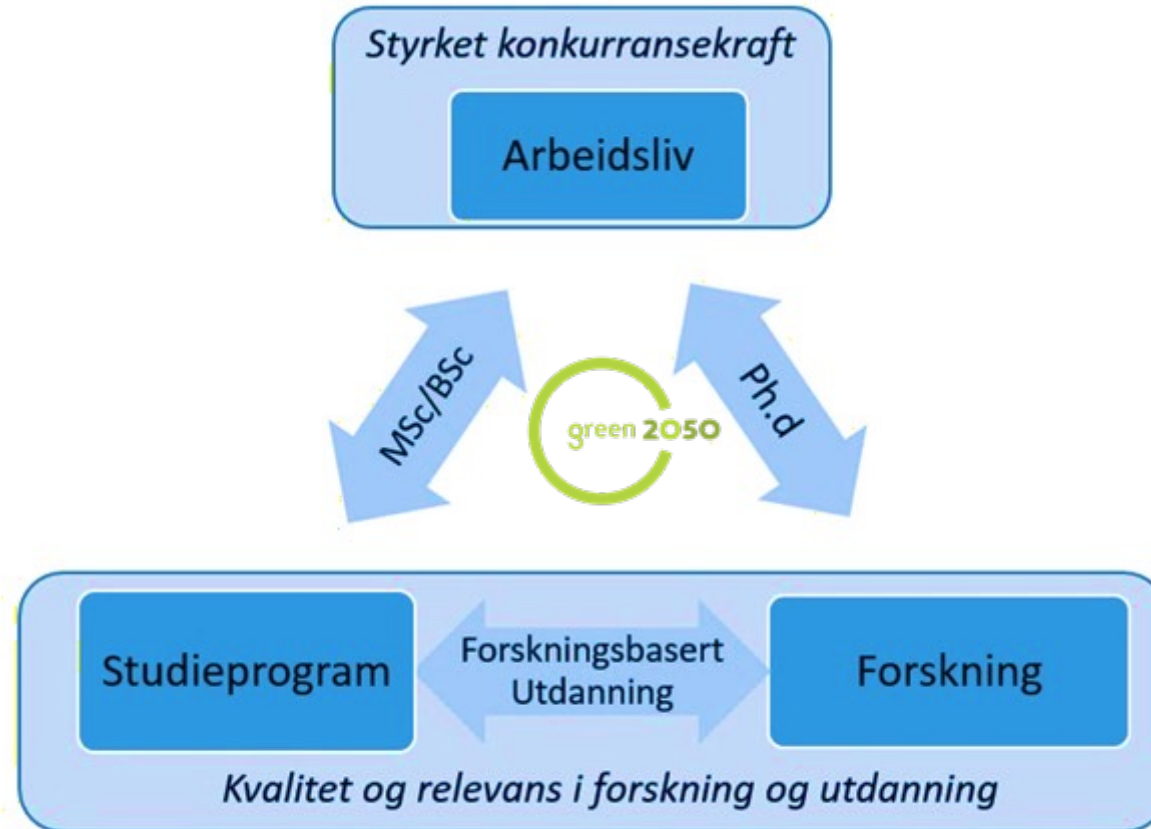 Styrket konkurransekraft
Arbeidsliv
MSc/BSc
green 2050
Ph.d
Studieprogram
Forskningsbasert
Utdanning
Forskning
Kvalitet og relevans i forskning og utdanning